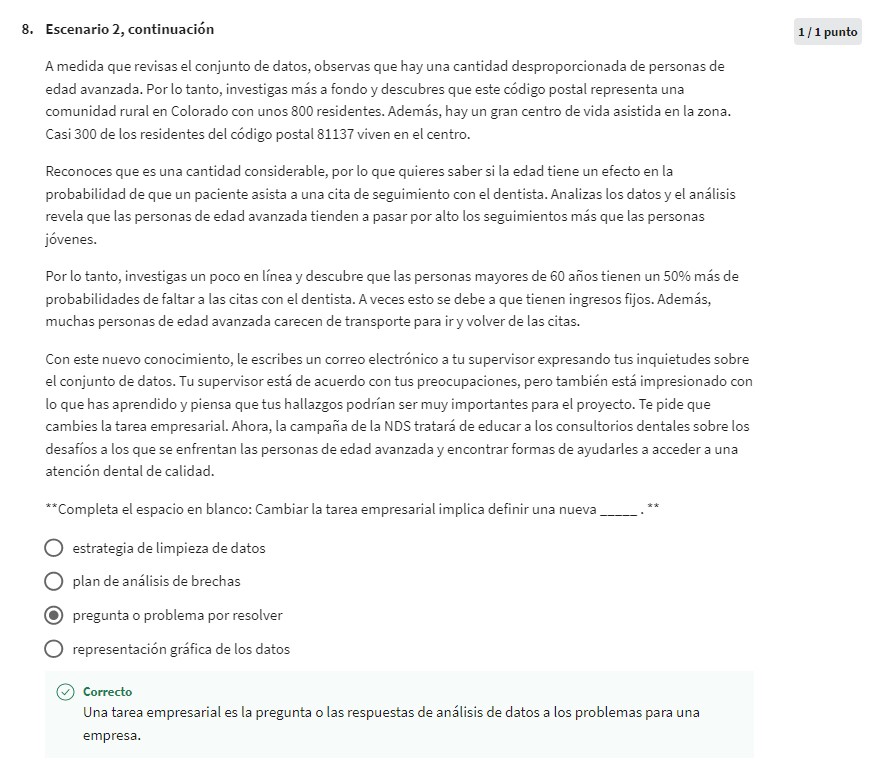 8. Escenario 2, continuación
1 / 1 punto
A medida que revisas el conjunto de datos, observas que hay una cantidad desproporcionada de personas de
edad avanzada. Por lo tanto, investigas más a fondo y descubres que este código postal representa una
comunidad rural en Colorado con unos 800 residentes. Además, hay un gran centro de vida asistida en la zona.
Casi 300 de los residentes del código postal 81137 viven en el centro.
Reconoces que es una cantidad considerable, por lo que quieres saber si la edad tiene un efecto en la
probabilidad de que un paciente asista a una cita de seguimiento con el dentista. Analizas los datos y el análisis
revela que las personas de edad avanzada tienden a pasar por alto los seguimientos más que las personas
jóvenes.
Por lo tanto, investigas un poco en línea y descubre que las personas mayores de 60 años tienen un 50% más de
probabilidades de faltar a las citas con el dentista. A veces esto se debe a que tienen ingresos fijos. Además,
muchas personas de edad avanzada carecen de transporte para ir y volver de las citas.
Con este nuevo conocimiento, le escribes un correo electrónico a tu supervisor expresando tus inquietudes sobre
el conjunto de datos. Tu supervisor está de acuerdo con tus preocupaciones, pero también está impresionado con
lo que has aprendido y piensa que tus hallazgos podrían ser muy importantes para el proyecto. Te pide que
cambies la tarea empresarial. Ahora, la campaña de la NDS tratará de educar a los consultorios dentales sobre los
desafíos a los que se enfrentan las personas de edad avanzada y encontrar formas de ayudarles a acceder a una
atención dental de calidad.
**Completa el espacio en blanco: Cambiar la tarea empresarial implica definir una nueva _____ . **
estrategia de limpieza de datos
plan de análisis de brechas
pregunta o problema por resolver
representación gráfica de los datos
Correcto
Una tarea empresarial es la pregunta o las respuestas de análisis de datos a los problemas para una
empresa.